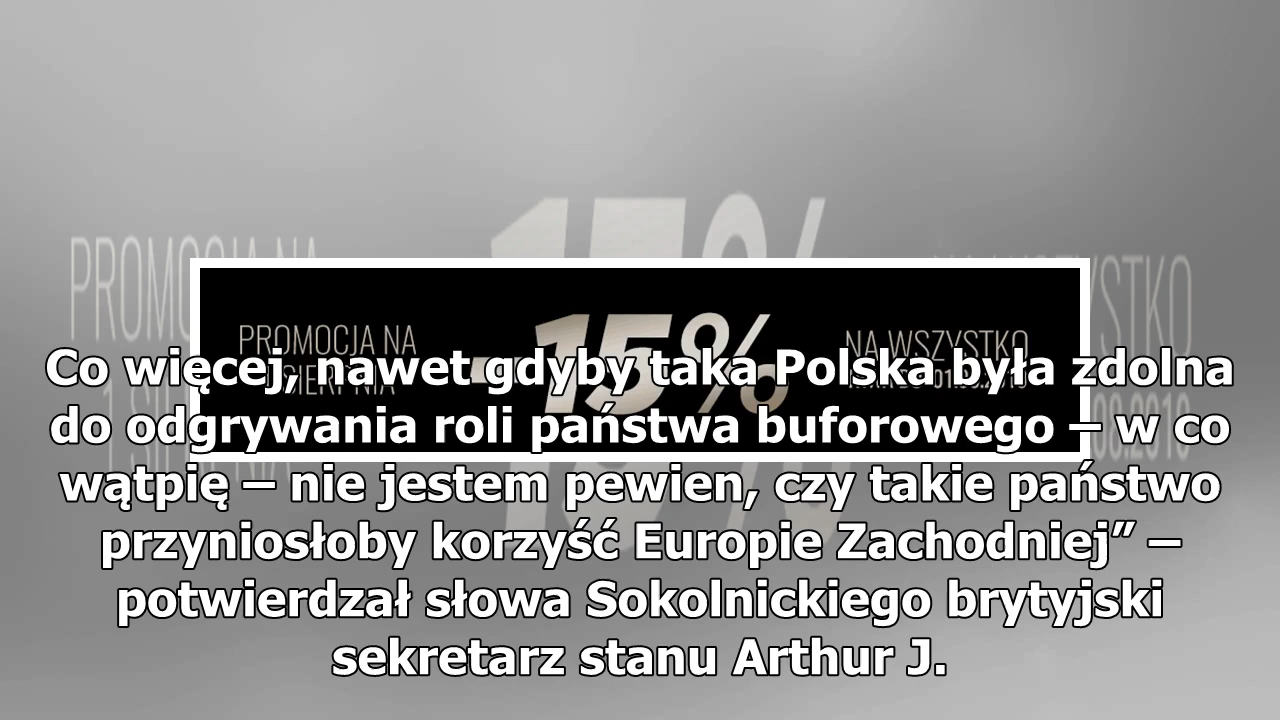 PROMOCJA NA
-15%
NA WSZYSTKO
Co więcej, nawet gdyby taka Polska była zdolna
do odgrywania roli państwa buforowego – w co
wątpię – nie jestem pewien, czy takie państwo
przyniosłoby korzyść Europie Zachodniej” –
potwierdzał słowa Sokolnickiego brytyjski
sekretarz stanu Arthur J.